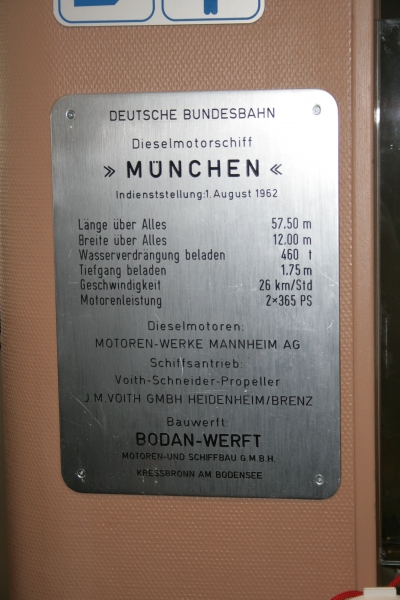 DEUTSCHE BUNDESBAHN
Dieselmotorschiff
» MÜNCHEN «
Indienststellung: 1. August 1962
Länge über Alles 57.50 m
Breite über Alles 12.00 m
Wasserverdrängung beladen 460 t
Tiefgang beladen 1.75 m
Geschwindigkeit 26 km/Std
Motorenleistung 2×365 PS
Dieselmotoren:
MOTOREN-WERKE MANNHEIM AG
Schiffsantrieb:
Voith-Schneider-Propeller
J.M.VOITH GMBH HEIDENHEIM/BRENZ
Bauwerft:
BODAN-WERFT
MOTOREN-UND SCHIFFBAU G.M.B.H.
KRESSBRONN AM BODENSEE